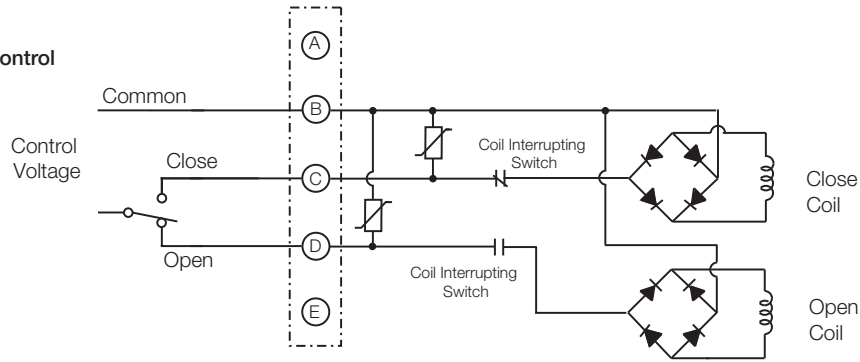 ontrol
A
Common
B
Control
Voltage
Close
C
Coil Interrupting
Switch
Close
Coil
D
Open
Coil Interrupting
Switch
E
Open
Coil